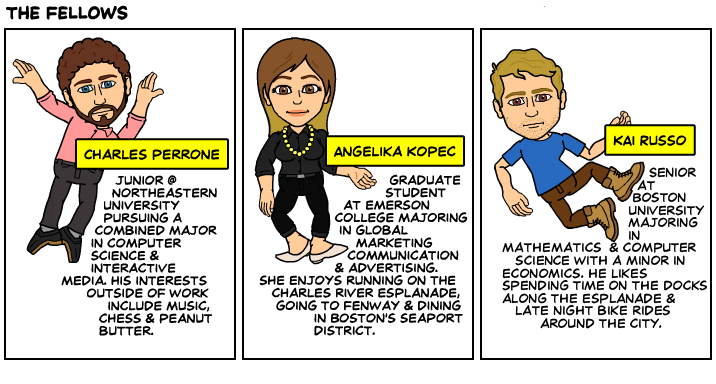 THE FELLOWS
CHARLES PERRONE
JUNIOR @
NORTHEASTERN
UNIVERSITY
PURSUING A
COMBINED MAJOR
IN COMPUTER
SCIENCE &
INTERACTIVE
MEDIA. HIS INTERESTS
OUTSIDE OF WORK
INCLUDE MUSIC,
CHESS & PEANUT
BUTTER.
ANGELIKA KOPEC
GRADUATE
STUDENT
AT EMERSON
COLLEGE MAJORING
IN GLOBAL
MARKETING
COMMUNICATION
& ADVERTISING.
SHE ENJOYS RUNNING ON THE
CHARLES RIVER ESPLANADE,
GOING TO FENWAY & DINING
IN BOSTON'S SEAPORT
DISTRICT.
KAI RUSSO
SENIOR
AT
BOSTON
UNIVERSITY
MAJORING
IN
MATHEMATICS & COMPUTER
SCIENCE WITH A MINOR IN
ECONOMICS. HE LIKES
SPENDING TIME ON THE DOCKS
ALONG THE ESPLANADE &
LATE NIGHT BIKE RIDES
AROUND THE CITY.